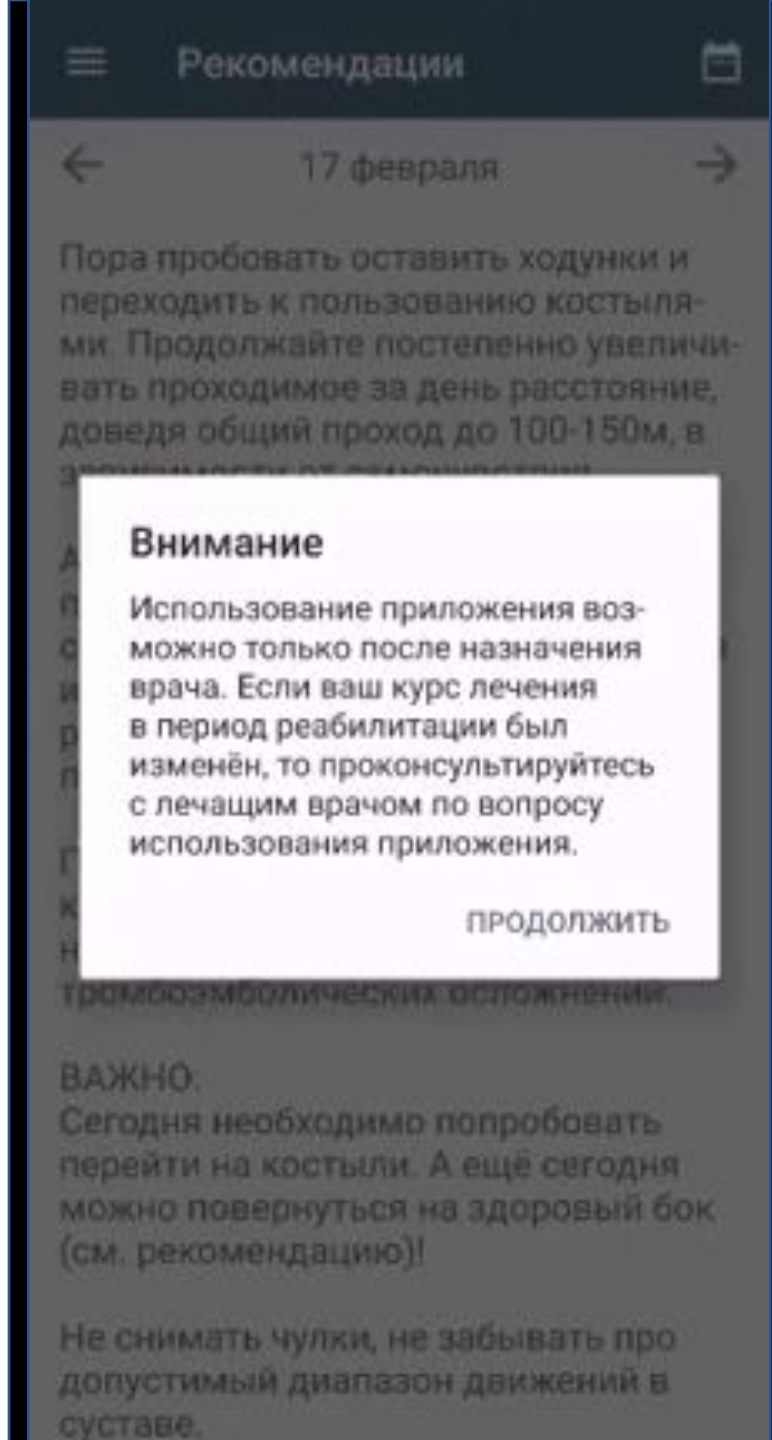 Рекомендации
17 февраля
Пора пробовать оставить ходунки и
переходить к пользованию костыля-
ми. Продолжайте постепенно увеличи-
вать проходимое за день расстояние,
доведя общий проход до 100-150м, в
зависимости от самочувствия
Внимание
Использование приложения воз-
можно только после назначения
врача. Если ваш курс лечения
в период реабилитации был
изменён, то проконсультируйтесь
с лечащим врачом по вопросу
использования приложения.
ПРОДОЛЖИТЬ
тромбоэмболических осложнений.
ВАЖНО:
Сегодня необходимо попробовать
перейти на костыли. А ещё сегодня
можно повернуться на здоровый бок
(см. рекомендацию)!
Не снимать чулки, не забывать про
допустимый диапазон движений в
суставе.